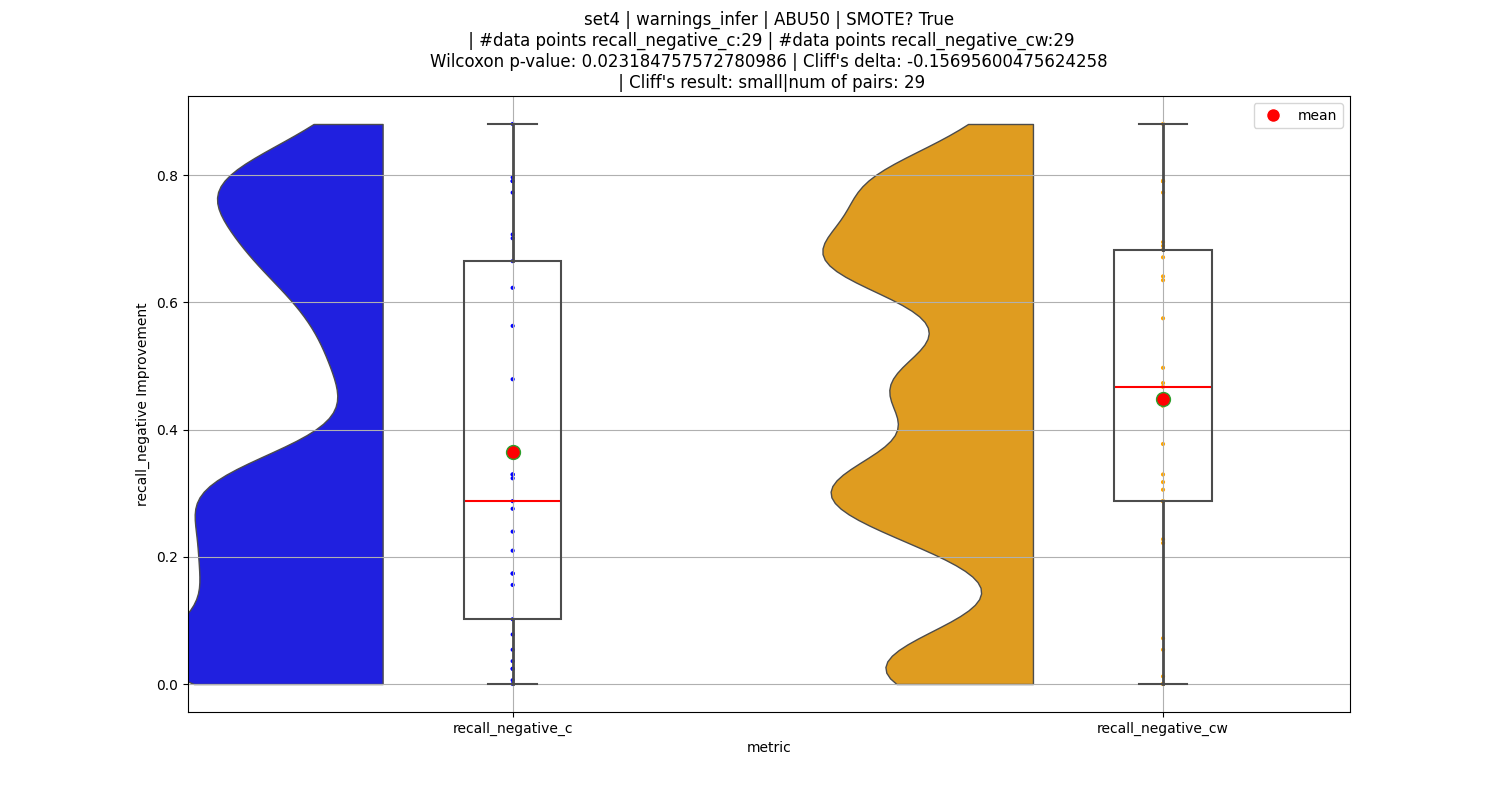 set4 | warnings_infer | ABU50 | SMOTE? True
| #data points recall_negative_c:29 | #data points recall_negative_cw:29
Wilcoxon p-value: 0.023184757572780986 | Cliff's delta: -0.15695600475624258
| Cliff's result: small|num of pairs: 29
mean
0.8
0.6
0.4
0.2
0.0
recall_negative Improvement
recall_negative_c
recall_negative_cw
metric